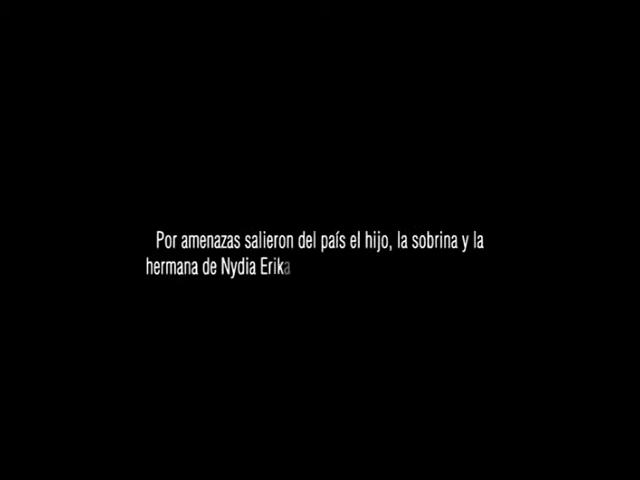 Por amenazas salieron del país el hijo, la sobrina y la
hermana de Nydia Erika